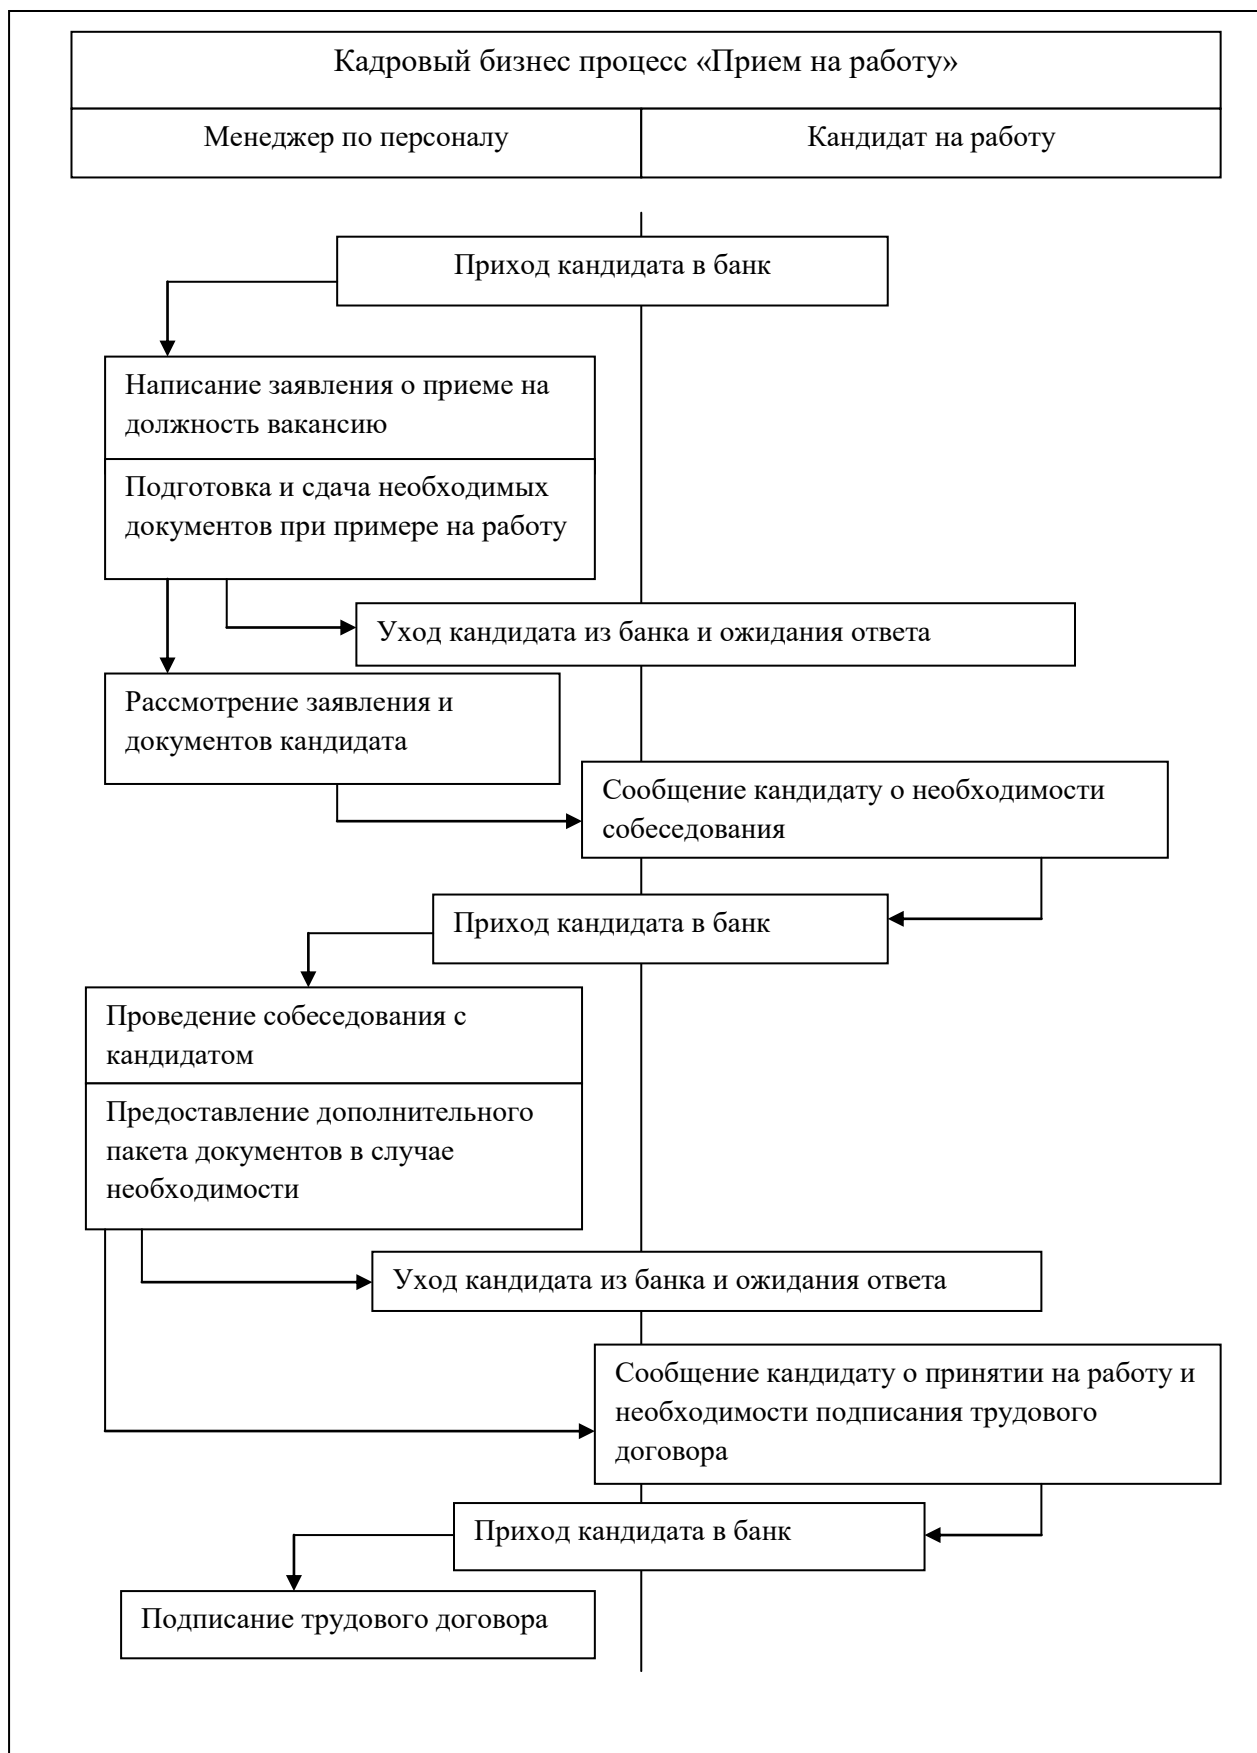 Кадровый бизнес процесс «Прием на работу»
Менеджер по персоналу
Кандидат на работу
Приход кандидата в банк
Написание заявления о приеме на
должность вакансию
Подготовка и сдача необходимых
документов при примере на работу
Уход кандидата из банка и ожидания ответа
Рассмотрение заявления и
документов кандидата
Сообщение кандидату о необходимости
собеседования
Приход кандидата в банк
Проведение собеседования с
кандидатом
Предоставление дополнительного
пакета документов в случае
необходимости
Уход кандидата из банка и ожидания ответа
Сообщение кандидату о принятии на работу и
необходимости подписания трудового
договора
Приход кандидата в банк
Подписание трудового договора